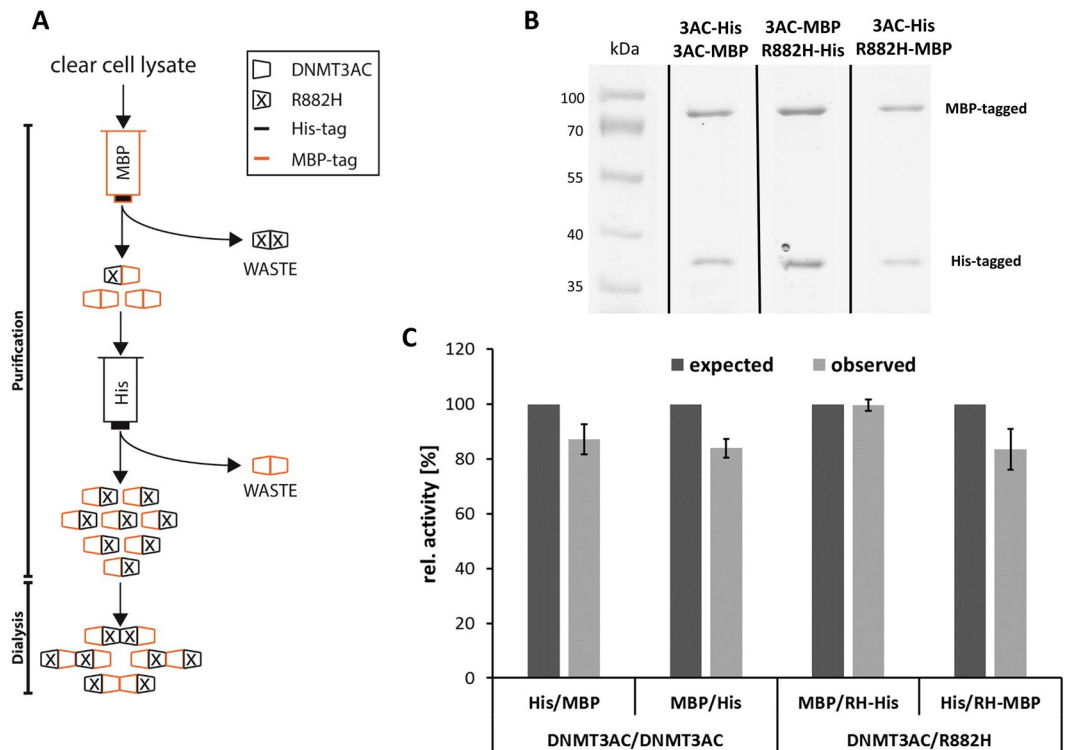 A
clear cell lysate
DNMT3AC
X R882H
His-tag
MBP-tag
MBP
X X
WASTE
X
Purification
His
WASTE
X X
X X X
X X
X
Dialysis
X X
X X X X
X X
B
kDa
3AC-His 3AC-MBP 3AC-His
3AC-MBP R882H-His R882H-MBP
100
70
55
40
35
MBP-tagged
His-tagged
C
rel. activity [%]
120
100
80
60
40
20
0
expected observed
His/MBP MBP/His MBP/RH-His His/RH-MBP
DNMT3AC/DNMT3AC DNMT3AC/R882H